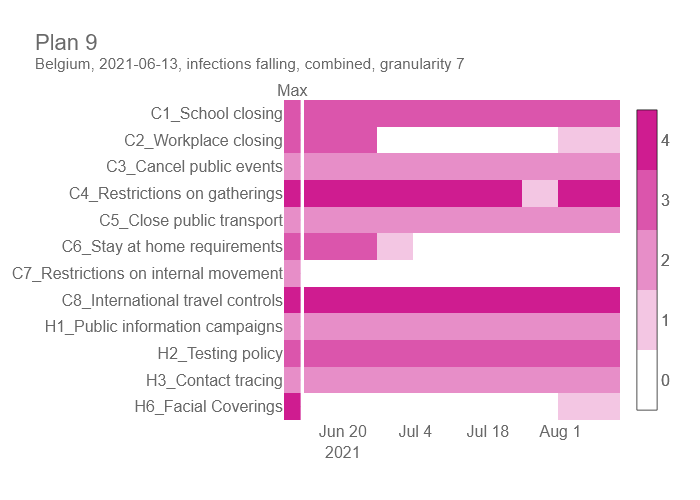 Plan 9
Belgium, 2021-06-13, infections falling, combined, granularity 7
Max
C1_School closing
C2_Workplace closing
C3_Cancel public events
C4_Restrictions on gatherings
C5_Close public transport
C6_Stay at home requirements
C7_Restrictions on internal movement
C8_International travel controls
H1_Public information campaigns
H2_Testing policy
H3_Contact tracing
H6_Facial Coverings
Jun 20 Jul 4 Jul 18 Aug 1
2021
4
3
2
1
0